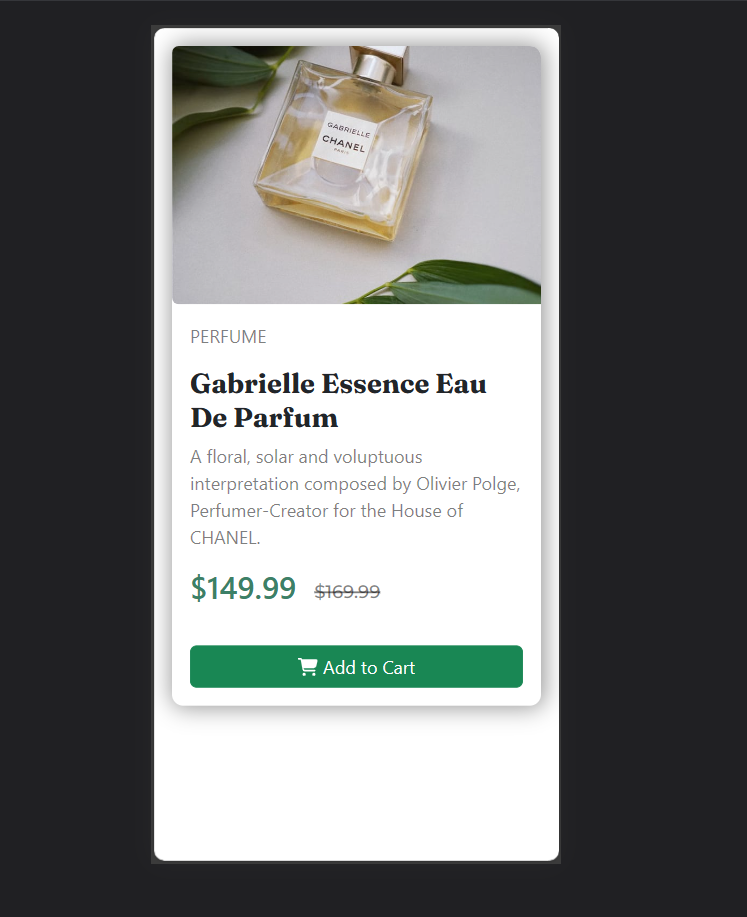 GABRIELLE
CHANEL
PARIS
PERFUME
Gabrielle Essence Eau
De Parfum
A floral, solar and voluptuous
interpretation composed by Olivier Polge,
Perfumer-Creator for the House of
CHANEL.
$149.99 $169.99
Add to Cart